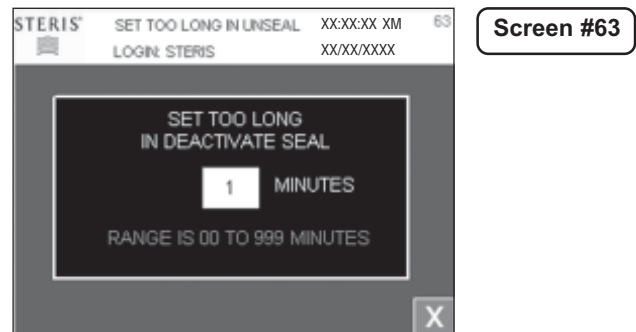 STERIS® SET TOO LONG IN UNSEAL XX:XX:XX XM 63
LOGIN: STERIS XX/XX/XXXX
Screen #63
SET TOO LONG
IN DEACTIVATE SEAL
1 MINUTES
RANGE IS 00 TO 999 MINUTES
X